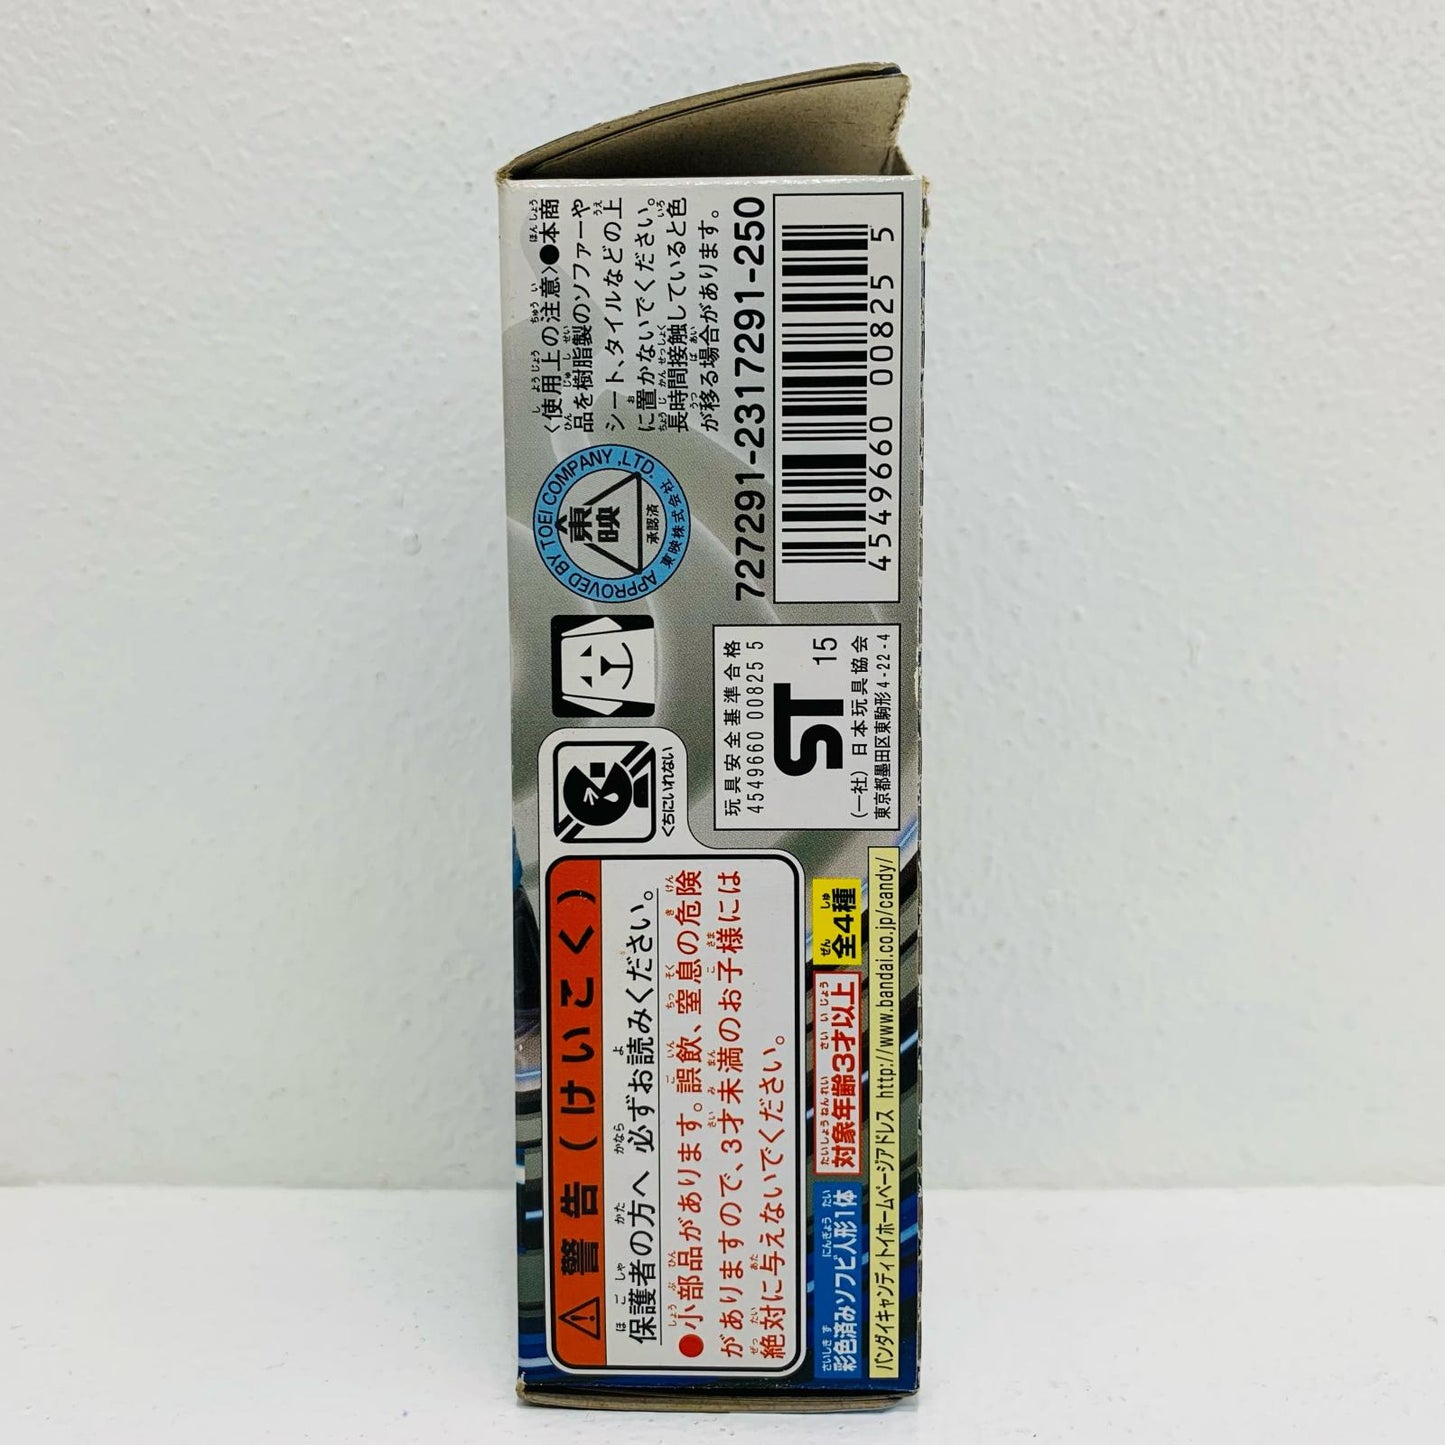 ⚠警告(けいこく)
保護者の方へ 必ずお読みください。
●小部品があります。誤飲、窒息の危険
がありますので、3才未満のお子様には
絶対に与えないでください。
彩色済みソフビ人形1体
対象年齢3才以上
全4種
バンダイキャンディトイホームページアドレス http://www.bandai.co.jp/candy/
くちにいれない
玩具安全基準合格
4549660 00825 5
ST 15
(一社) 日本玩具協会
東京都墨田区東駒形4-22-4
APPROVED BY TOEI COMPANY ,LTD.
東映
承認済
東映株式会社
〈使用上の注意〉●本商
品を樹脂製のソファーや
シート、タイルなどの上
に置かないでください。
長時間接触していると色
が移る場合があります。
727291-2317291-250
4549660 00825 5